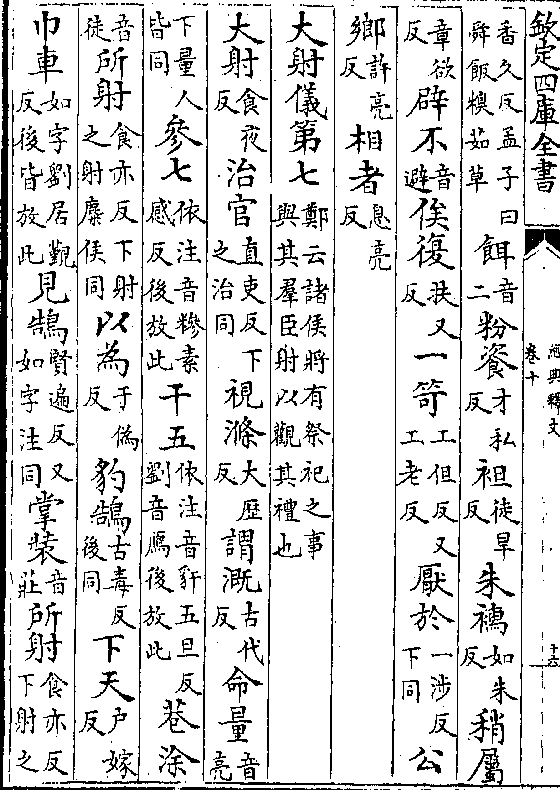 欽定四庫全書 經典釋文 卷十 十六
香久反孟子曰舜飯糗茹草 餌音二 粉餈才私反 袒徒旱反 朱襦如朱反 稍屬
章欲反 辟不音避 俟復扶又反 一笴工但反又工老反 厭於一涉反下同 公
鄉許亮反 相者息亮反
大射儀第七鄭云諸侯將有祭祀之事與其羣臣射以觀其禮也
大射食夜反 治官直吏反下之治同 視滌大歷反 謂溉古代反 命量音亮
下量人皆同 參七依注音糝素感反後放此 干五依注音豻五旦反劉音鴈後放此 巷涂
音徒 所射食亦反下射之射麋侯同 以為于偽反 豹鵠古毒反後同 下天戶嫁反
巾車如字劉居覲反後皆放此 見鵠賢遍反又如字注同 掌裝音莊 所射食亦反下射之